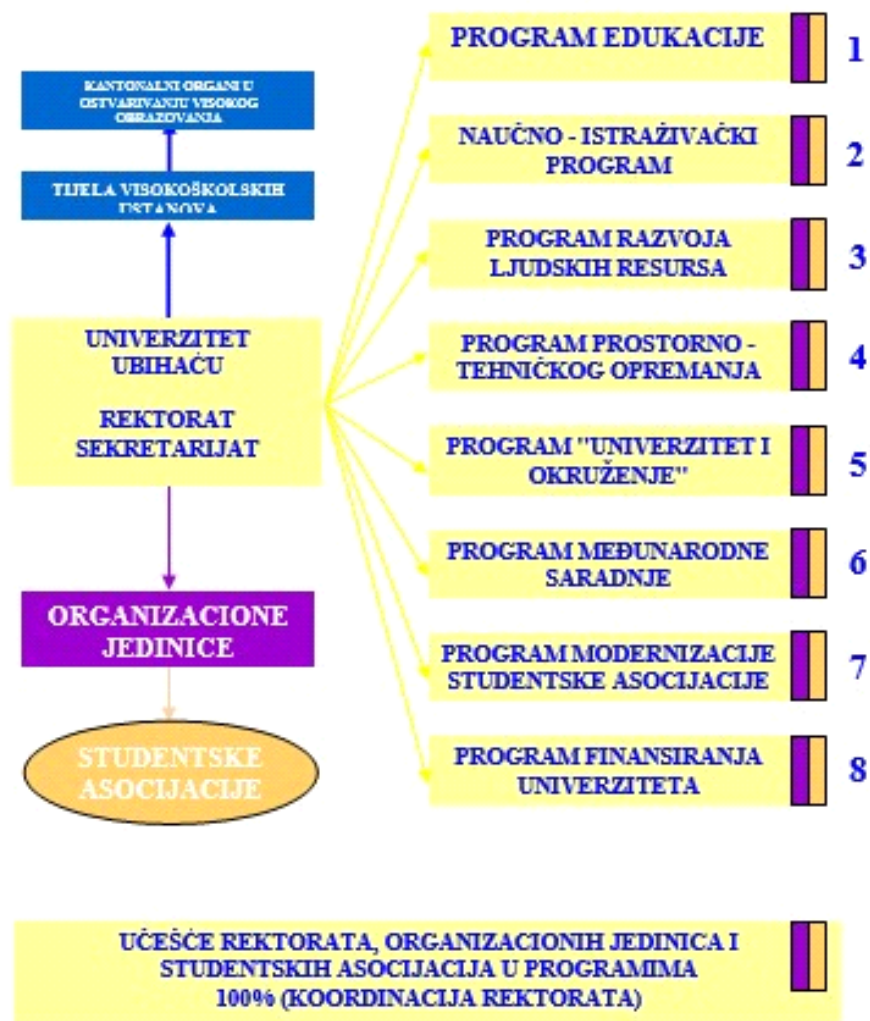 KANTONALNI ORGANI U
OSTVARIVANJU VISOKOG
OBRAZOVANJA
TIJELA VISOKOŠKOLSKIH
USTANOVA
UNIVERZITET
UBIHAĆU
REKTORAT
SEKRETARIJAT
ORGANIZACIONE
JEDINICE
STUDENTSKE
ASOCIJACIJE
PROGRAM EDUKACIJE
1
NAUČNO - ISTRAŽIVAČKI
PROGRAM
2
PROGRAM RAZVOJA
LJUDSKIH RESURSA
3
PROGRAM PROSTORNO -
TEHNIČKOG OPREMANJA
4
PROGRAM "UNIVERZITET I
OKRUŽENJE"
5
PROGRAM MEĐUNARODNE
SARADNJE
6
PROGRAM MODERNIZACIJE
STUDENTSKE ASOCIJACIJE
7
PROGRAM FINANSIRANJA
UNIVERZITETA
8
UČEŠĆE REKTORATA, ORGANIZACIONIH JEDINICA I
STUDENTSKIH ASOCIJACIJA U PROGRAMIMA
100% (KOORDINACIJA REKTORATA)